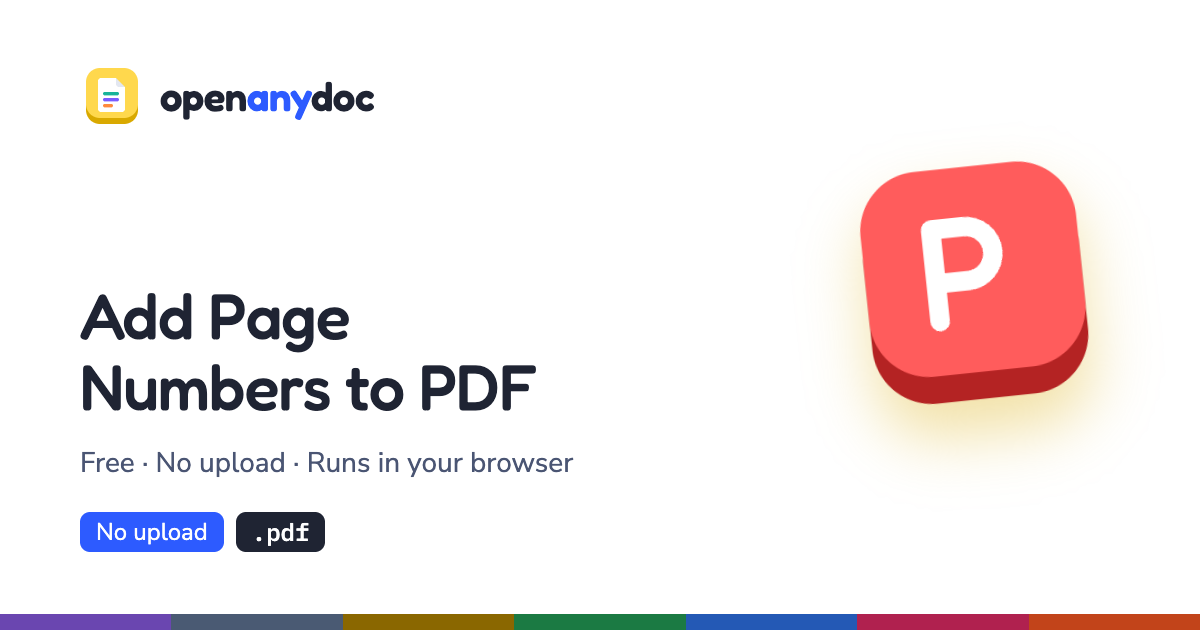 openanydoc
Add Page
Numbers to PDF
Free · No upload · Runs in your browser
No upload
.pdf
P